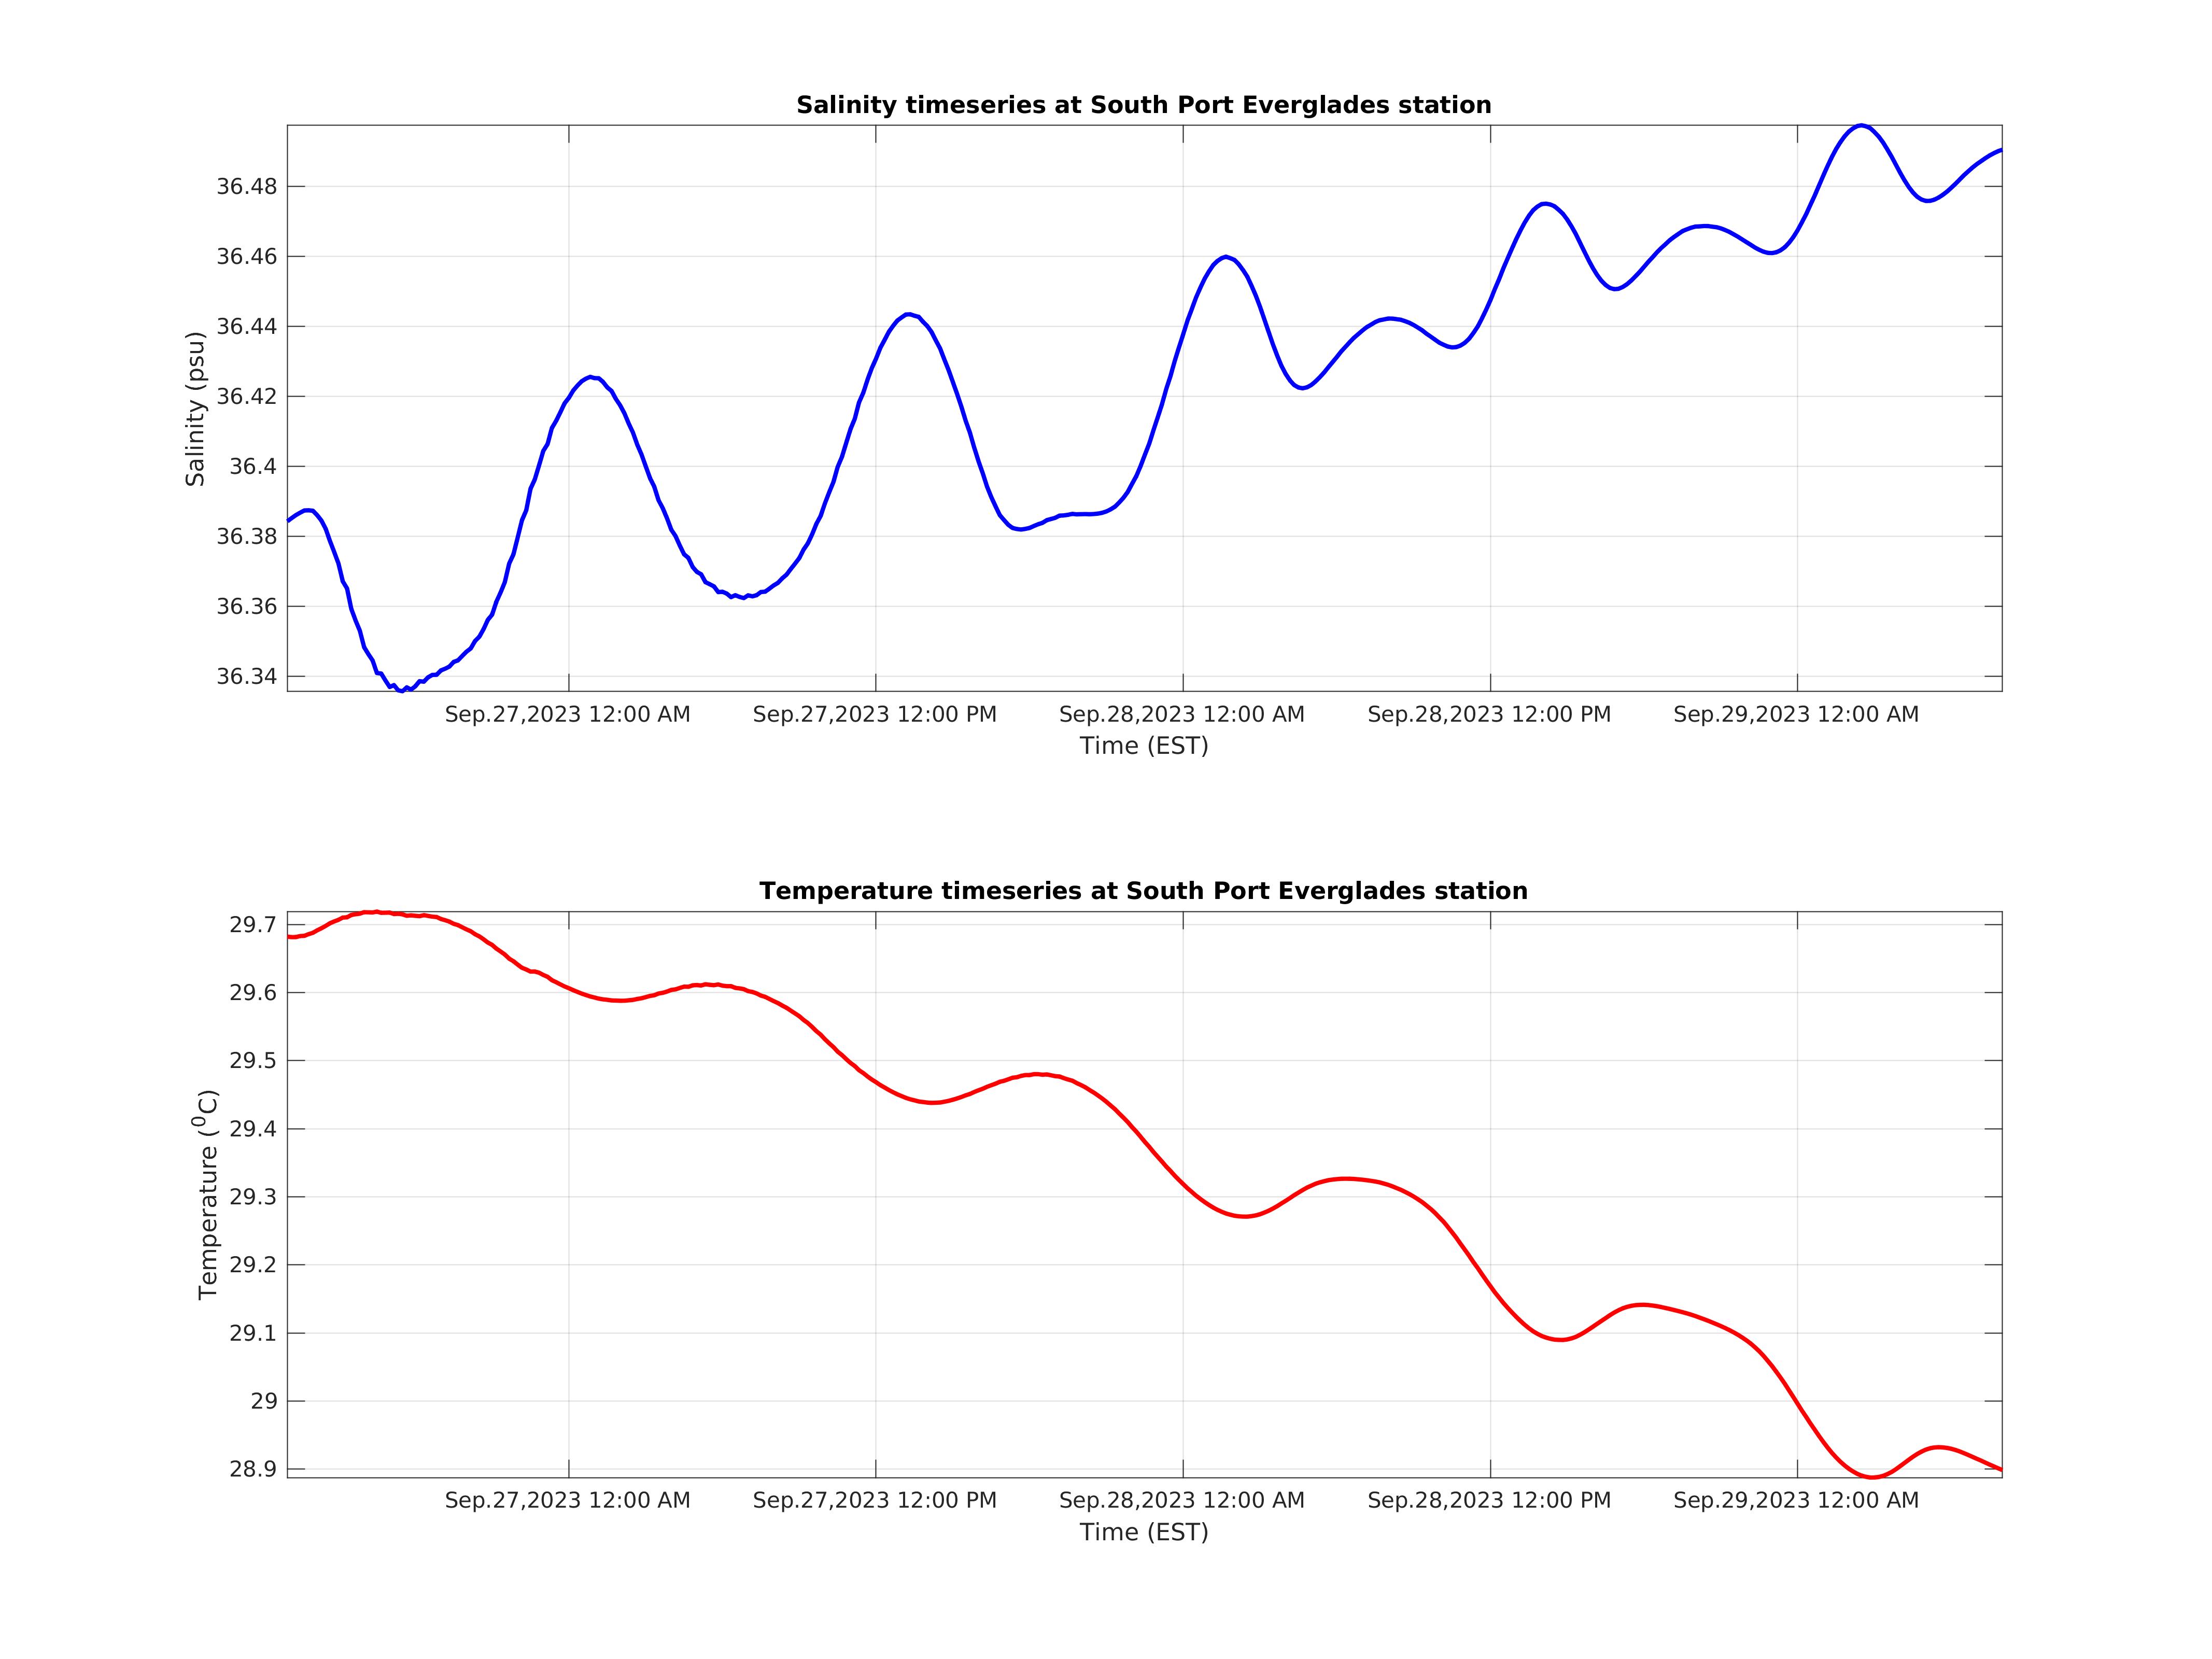 Salinity timeseries at South Port Everglades station
36.48
36.46
36.44
36.42
36.4
36.38
36.36
36.34
Salinity (psu)
Sep.27,2023 12:00 AM Sep.27,2023 12:00 PM Sep.28,2023 12:00 AM Sep.28,2023 12:00 PM Sep.29,2023 12:00 AM
Time (EST)
Temperature timeseries at South Port Everglades station
29.7
29.6
29.5
29.4
29.3
29.2
29.1
29
28.9
Temperature (⁰C)
Sep.27,2023 12:00 AM Sep.27,2023 12:00 PM Sep.28,2023 12:00 AM Sep.28,2023 12:00 PM Sep.29,2023 12:00 AM
Time (EST)